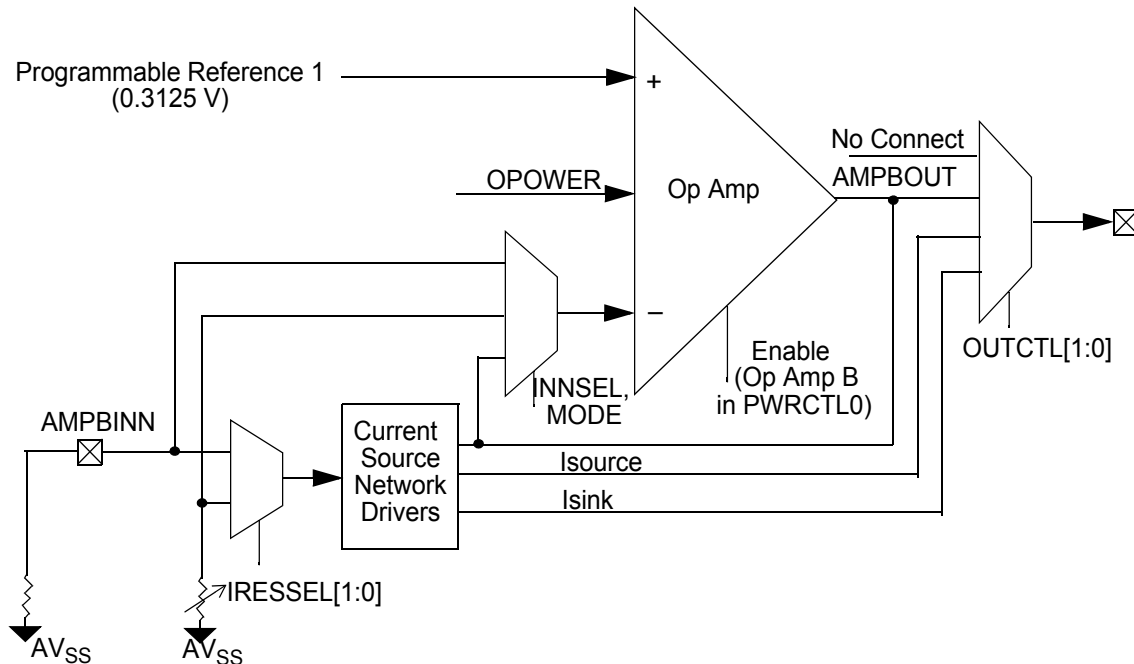 Programmable Reference 1
(0.3125 V)
+
No Connect
OPOWER
Op Amp
AMPBOUT
−
Enable
(Op Amp B
in PWRCTL0)
OUTCTL[1:0]
INNSEL,
MODE
AMPBINN
Current
Source
Network
Drivers
Isource
Isink
IRESSEL[1:0]
AVSS
AVSS